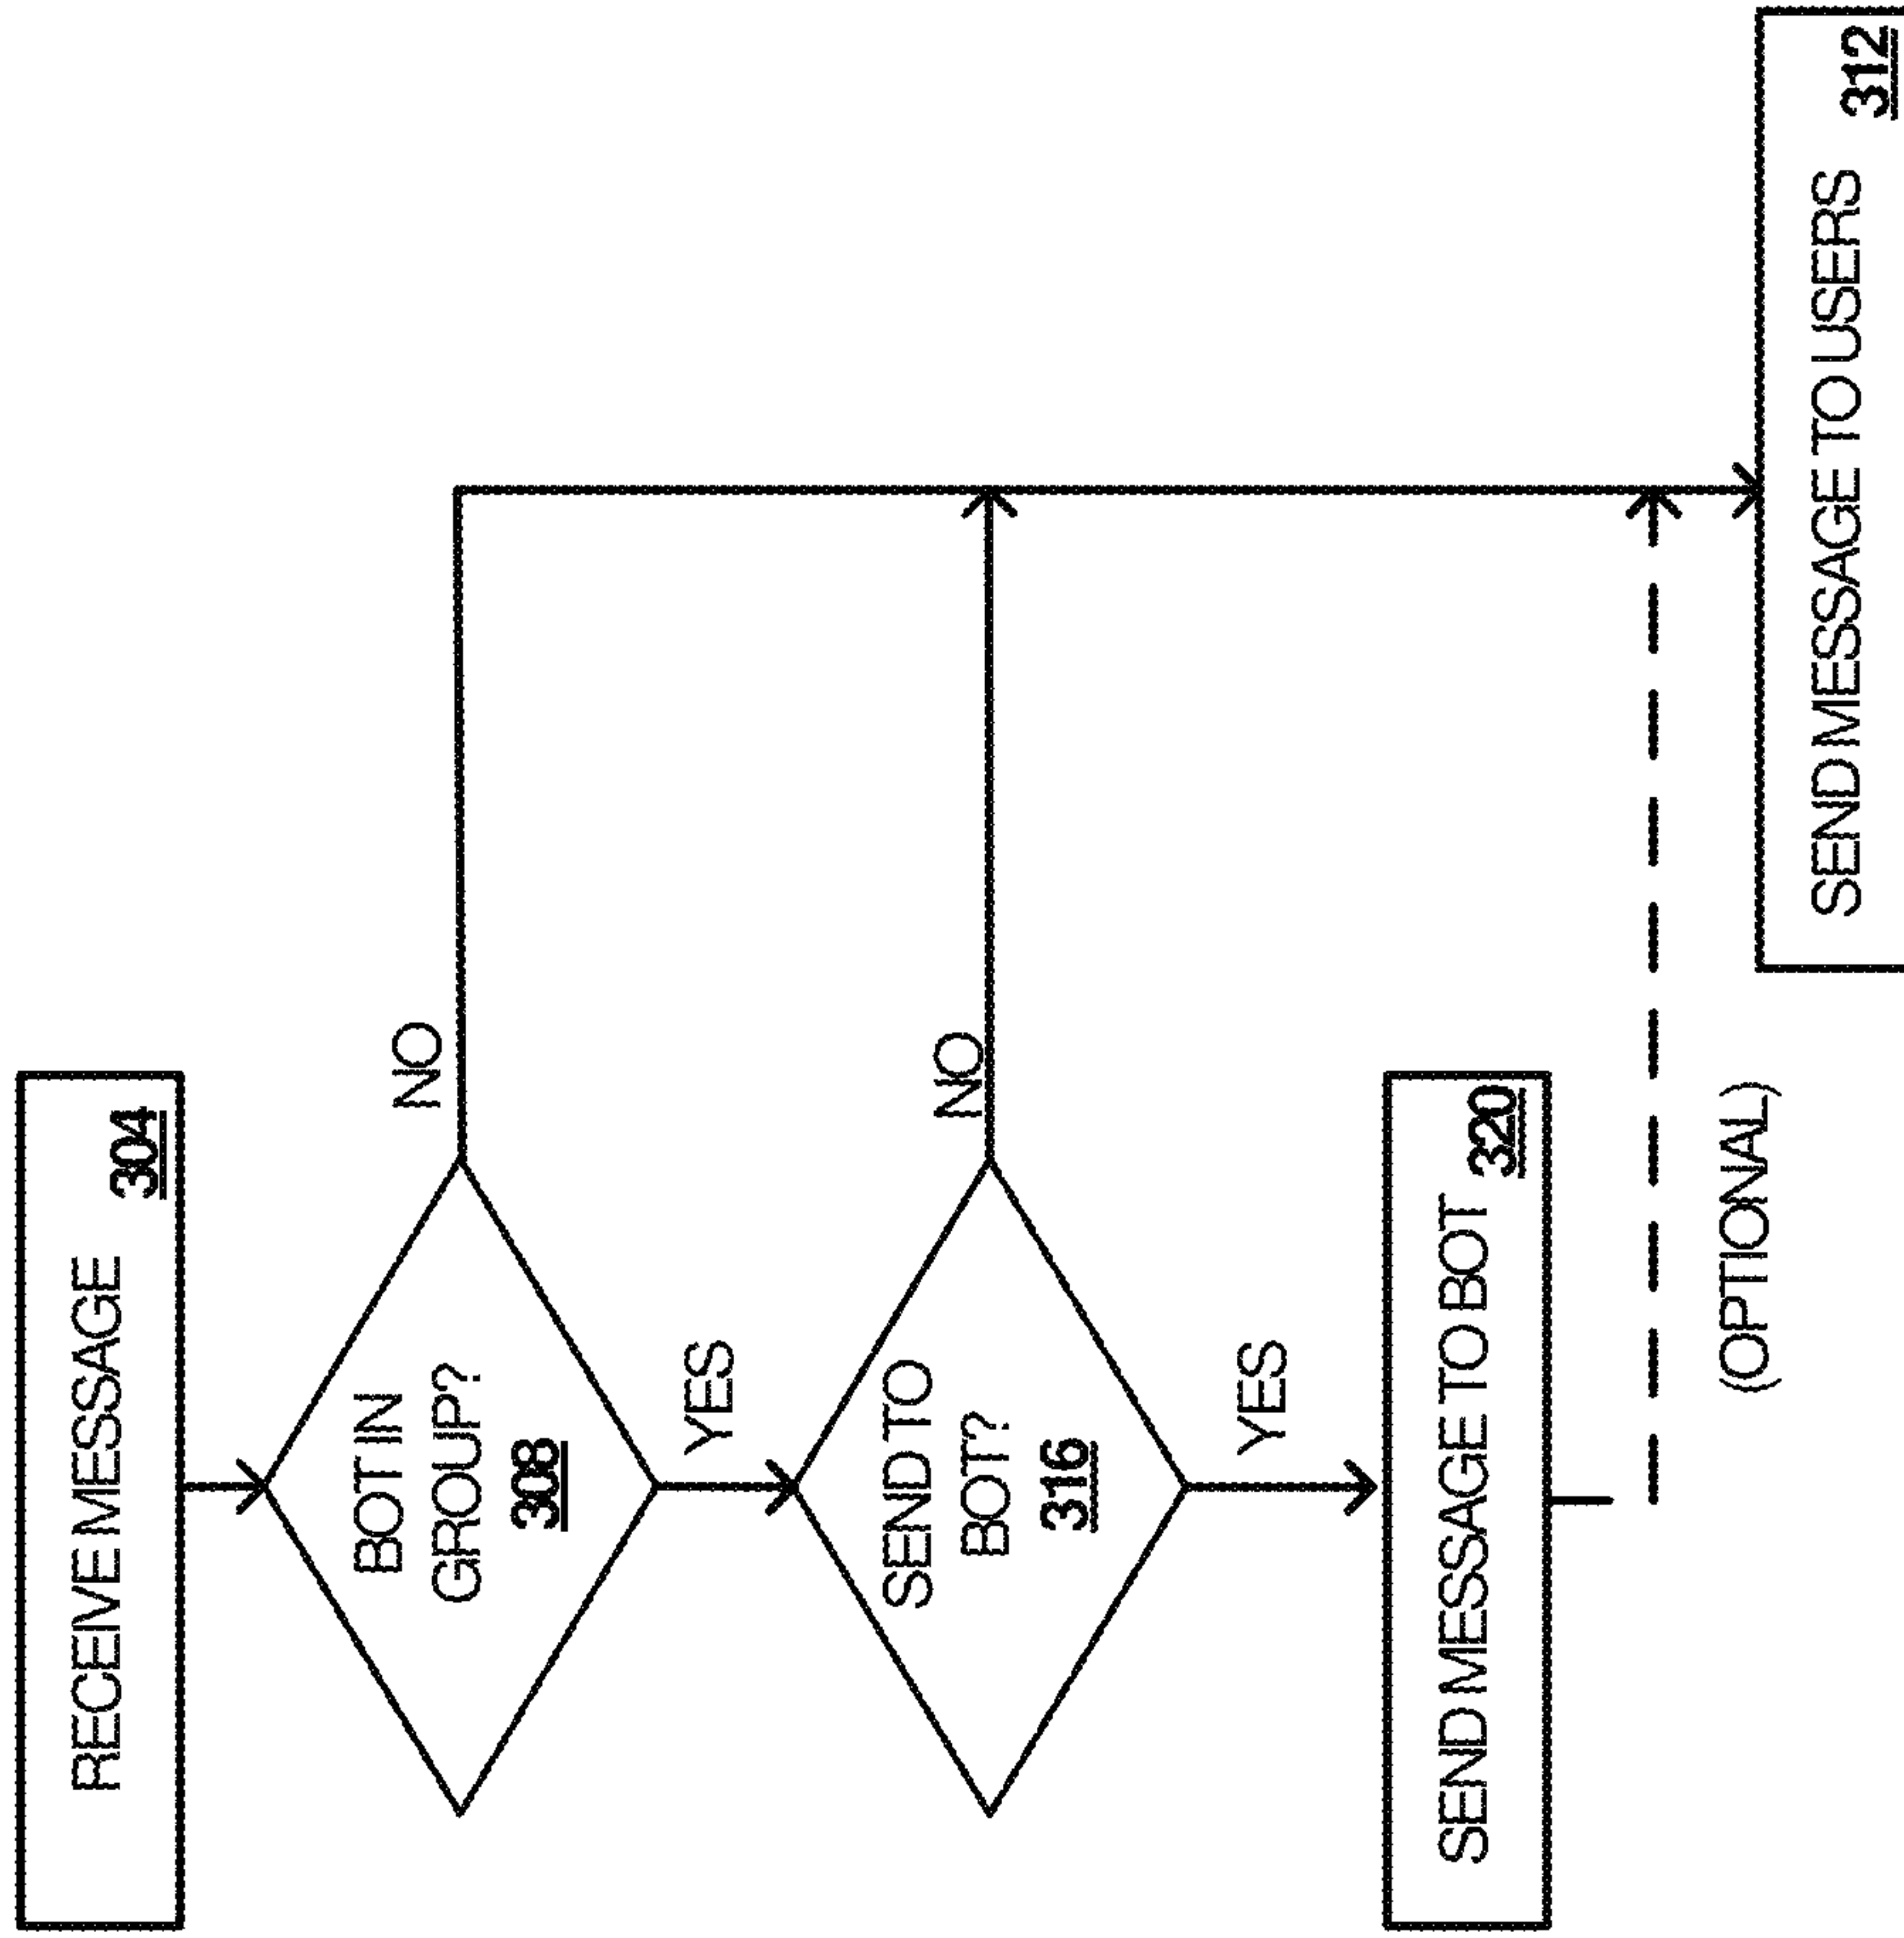 RECEIVE MESSAGE
304
BOT IN
GROUP?
308
NO
YES
SEND TO
BOT?
316
NO
YES
SEND MESSAGE TO BOT
320
(OPTIONAL)
SEND MESSAGE TO USERS
312